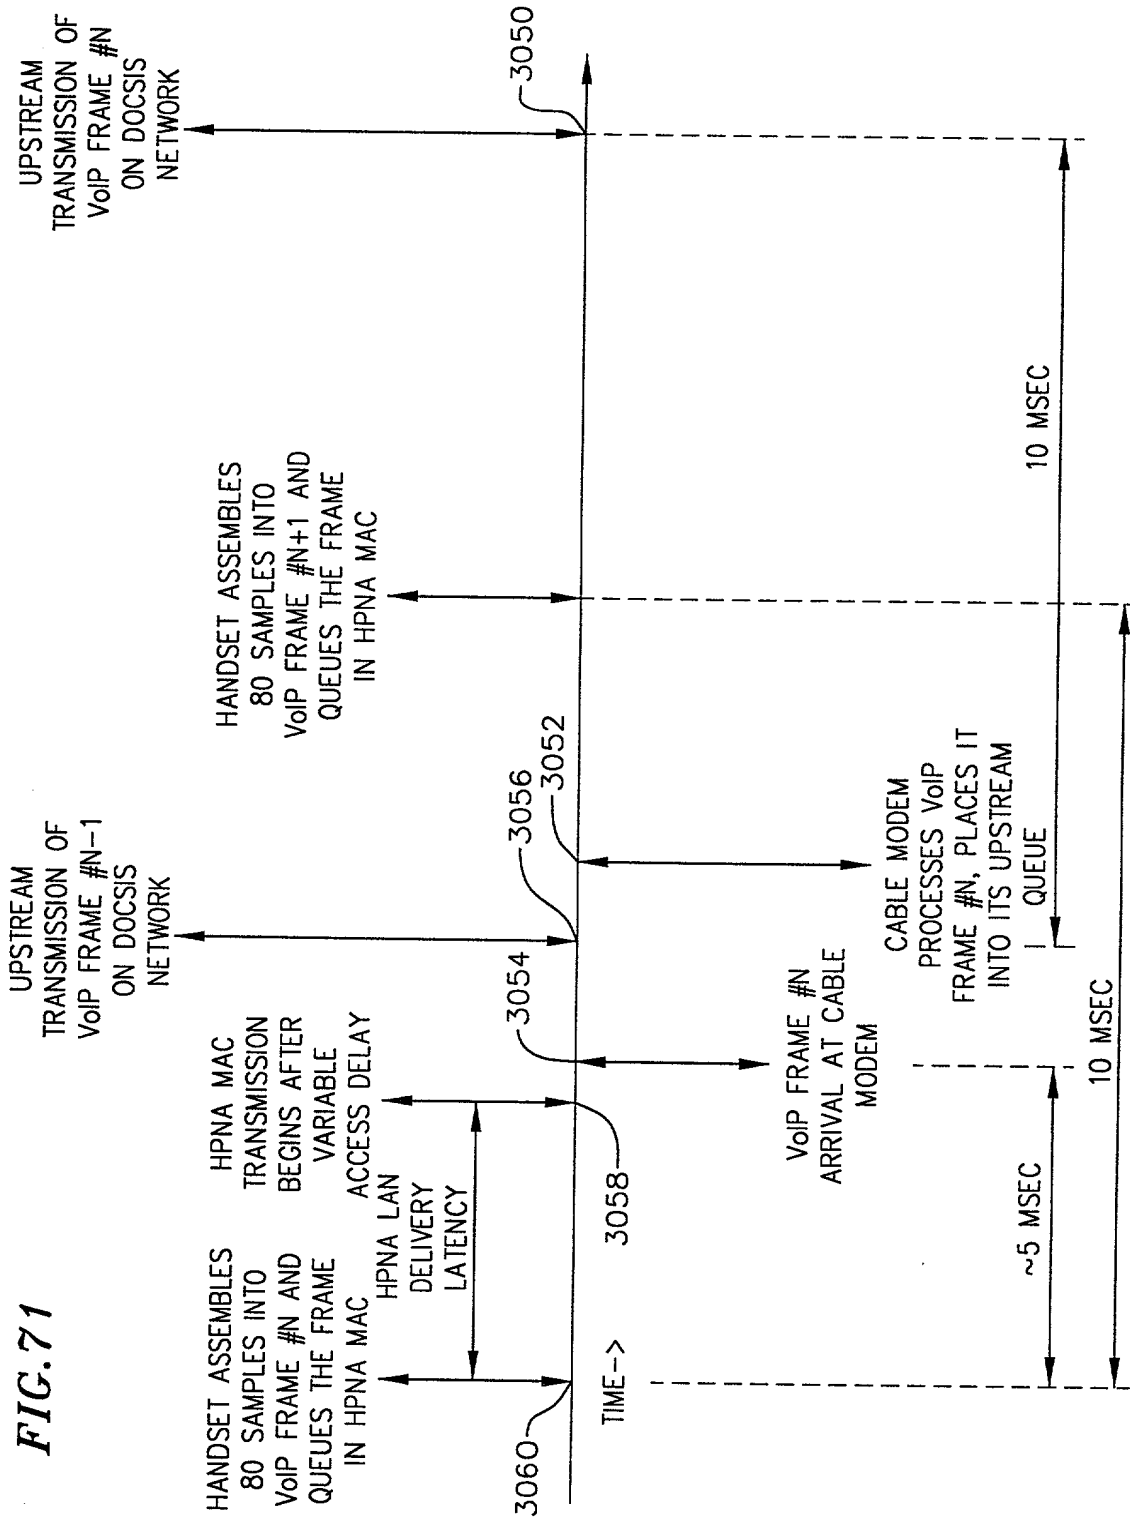 FIG.71
HANDSET ASSEMBLES
80 SAMPLES INTO
VoIP FRAME #N AND
QUEUES THE FRAME
IN HPNA MAC
HPNA LAN
DELIVERY
LATENCY
HPNA MAC
TRANSMISSION
BEGINS AFTER
VARIABLE
ACCESS DELAY
UPSTREAM
TRANSMISSION OF
VoIP FRAME #N-1
ON DOCSIS
NETWORK
HANDSET ASSEMBLES
80 SAMPLES INTO
VoIP FRAME #N+1 AND
QUEUES THE FRAME
IN HPNA MAC
UPSTREAM
TRANSMISSION OF
VoIP FRAME #N
ON DOCSIS
NETWORK
3060
3054
3056
3052
3050
TIME-->
3058
VoIP FRAME #N
ARRIVAL AT CABLE
MODEM
CABLE MODEM
PROCESSES VoIP
FRAME #N, PLACES IT
INTO ITS UPSTREAM
QUEUE
~5 MSEC
10 MSEC
10 MSEC